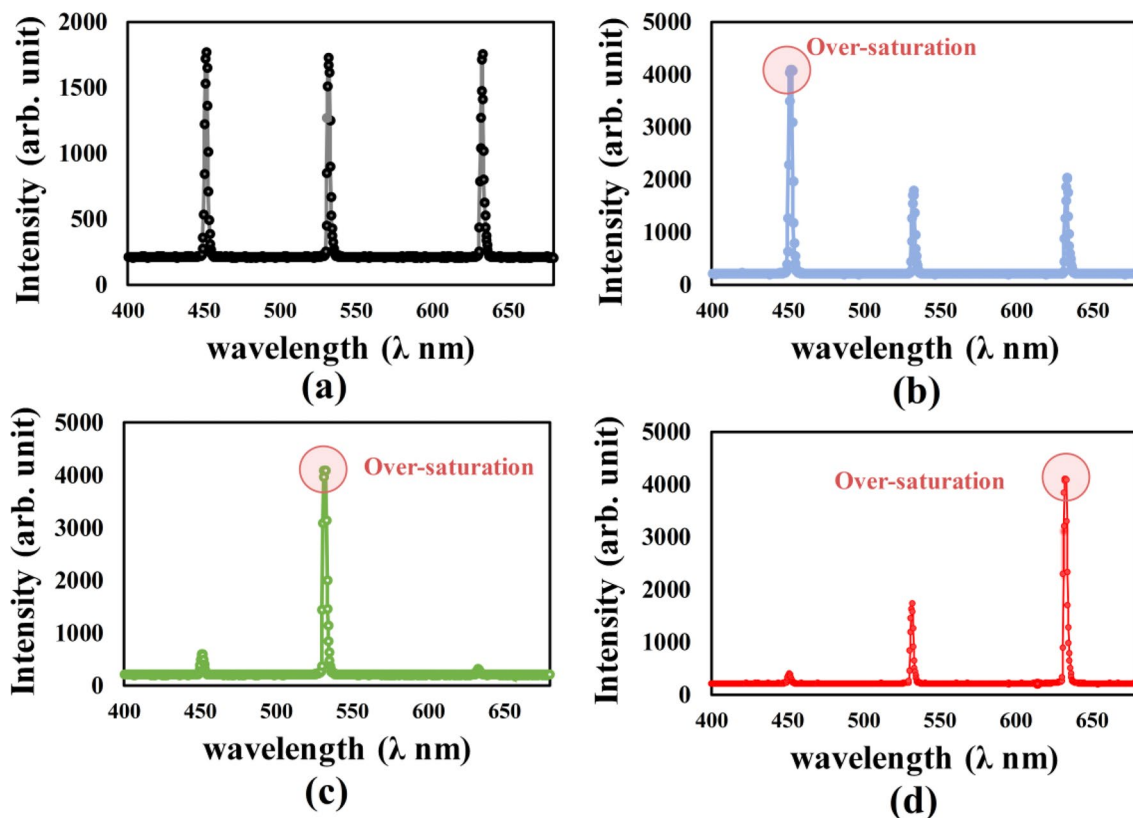 Intensity (arb. unit)
2000
1500
1000
500
0
400 450 500 550 600 650
wavelength (λ nm)
(a)
Intensity (arb. unit)
5000
4000
3000
2000
1000
0
Over-saturation
400 450 500 550 600 650
wavelength (λ nm)
(b)
Intensity (arb. unit)
5000
4000
3000
2000
1000
0
Over-saturation
400 450 500 550 600 650
wavelength (λ nm)
(c)
Intensity (arb. unit)
5000
4000
3000
2000
1000
0
Over-saturation
400 450 500 550 600 650
wavelength (λ nm)
(d)